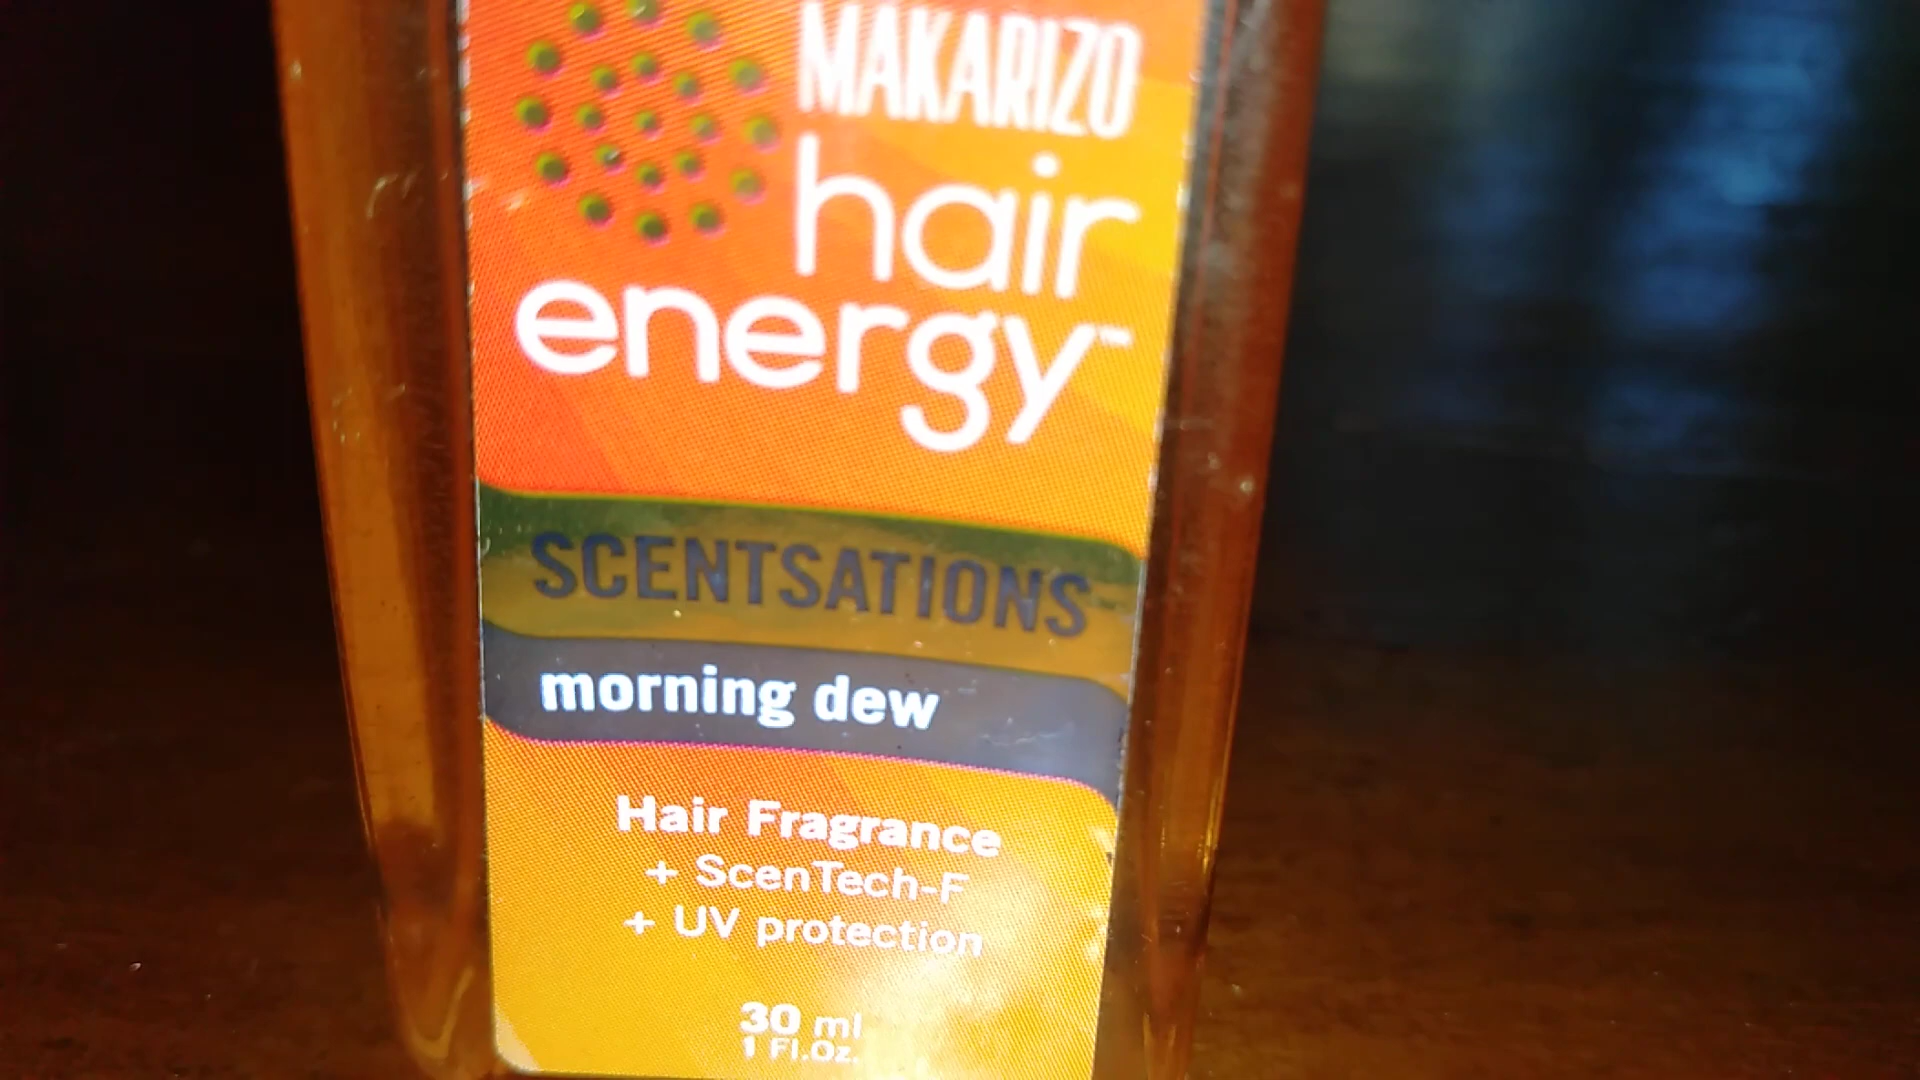 MAKARIZO
hair
energy™
SCENTSATIONS
morning dew
Hair Fragrance
+ ScenTech-F
+ UV protection
30 ml
1 Fl.Oz.